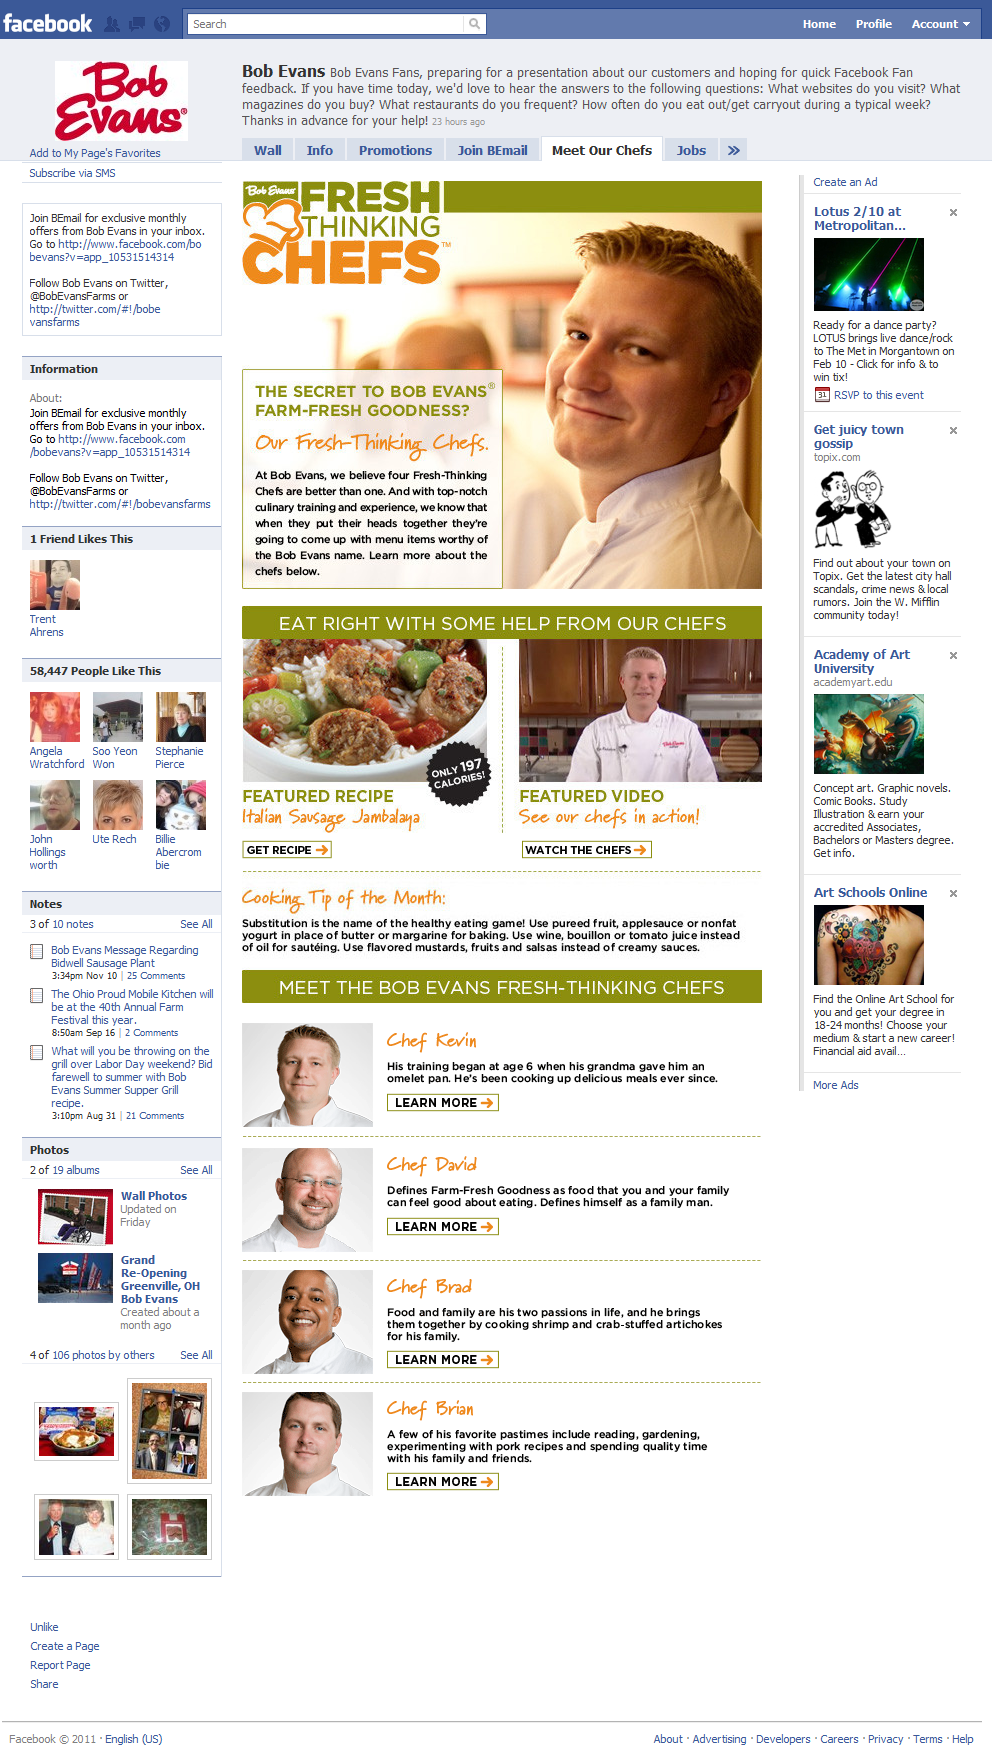 facebook
Search
Home Profile Account
Bob Evans®
Add to My Page's Favorites
Subscribe via SMS
Bob Evans Bob Evans Fans, preparing for a presentation about our customers and hoping for quick Facebook Fan
feedback. If you have time today, we'd love to hear the answers to the following questions: What websites do you visit? What
magazines do you buy? What restaurants do you frequent? How often do you eat out/get carryout during a typical week?
Thanks in advance for your help! 23 hours ago
Wall Info Promotions Join BEmail Meet Our Chefs Jobs »
Join BEmail for exclusive monthly
offers from Bob Evans in your inbox.
Go to http://www.facebook.com/bo
bevans?v=app_10531514314
Follow Bob Evans on Twitter,
@BobEvansFarms or
http://twitter.com/#!/bobe
vansfarms
Information
About:
Join BEmail for exclusive monthly
offers from Bob Evans in your inbox.
Go to http://www.facebook.com
/bobevans?v=app_10531514314
Follow Bob Evans on Twitter,
@BobEvansFarms or
http://twitter.com/#!/bobevansfarms
1 Friend Likes This
Trent
Ahrens
58,447 People Like This
Angela
Wratchford
Soo Yeon
Won
Stephanie
Pierce
John
Hollings
worth
Ute Rech
Billie
Abercrom
bie
Notes
3 of 10 notes See All
Bob Evans Message Regarding
Bidwell Sausage Plant
3:34pm Nov 10 | 25 Comments
The Ohio Proud Mobile Kitchen will
be at the 40th Annual Farm
Festival this year.
8:50am Sep 16 | 2 Comments
What will you be throwing on the
grill over Labor Day weekend? Bid
farewell to summer with Bob
Evans Summer Supper Grill
recipe.
3:10pm Aug 31 | 21 Comments
Photos
2 of 19 albums See All
Wall Photos
Updated on
Friday
Grand
Re-Opening
Greenville, OH
Bob Evans
Created about a
month ago
4 of 106 photos by others See All
Unlike
Create a Page
Report Page
Share
Bob Evans FRESH
THINKING
CHEFS™
THE SECRET TO BOB EVANS®
FARM-FRESH GOODNESS?
Our Fresh-Thinking Chefs.
At Bob Evans, we believe four Fresh-Thinking
Chefs are better than one. And with top-notch
culinary training and experience, we know that
when they put their heads together they're
going to come up with menu items worthy of
the Bob Evans name. Learn more about the
chefs below.
EAT RIGHT WITH SOME HELP FROM OUR CHEFS
ONLY 197
CALORIES!
FEATURED RECIPE
Italian Sausage Jambalaya
GET RECIPE
FEATURED VIDEO
See our chefs in action!
WATCH THE CHEFS
Cooking Tip of the Month:
Substitution is the name of the healthy eating game! Use pureed fruit, applesauce or nonfat
yogurt in place of butter or margarine for baking. Use wine, bouillon or tomato juice instead
of oil for sautéing. Use flavored mustards, fruits and salsas instead of creamy sauces.
MEET THE BOB EVANS FRESH-THINKING CHEFS
Chef Kevin
His training began at age 6 when his grandma gave him an
omelet pan. He's been cooking up delicious meals ever since.
LEARN MORE
Chef David
Defines Farm-Fresh Goodness as food that you and your family
can feel good about eating. Defines himself as a family man.
LEARN MORE
Chef Brad
Food and family are his two passions in life, and he brings
them together by cooking shrimp and crab-stuffed artichokes
for his family.
LEARN MORE
Chef Brian
A few of his favorite pastimes include reading, gardening,
experimenting with pork recipes and spending quality time
with his family and friends.
LEARN MORE
Create an Ad
Lotus 2/10 at
Metropolitan...
Ready for a dance party?
LOTUS brings live dance/rock
to The Met in Morgantown on
Feb 10 - Click for info & to
win tix!
31 RSVP to this event
Get juicy town
gossip
topix.com
Find out about your town on
Topix. Get the latest city hall
scandals, crime news & local
rumors. Join the W. Mifflin
community today!
Academy of Art
University
academyart.edu
Concept art. Graphic novels.
Comic Books. Study
Illustration & earn your
accredited Associates,
Bachelors or Masters degree.
Get info.
Art Schools Online
Find the Online Art School for
you and get your degree in
18-24 months! Choose your
medium & start a new career!
Financial aid avail...
More Ads
Facebook © 2011 · English (US)
About · Advertising · Developers · Careers · Privacy · Terms · Help